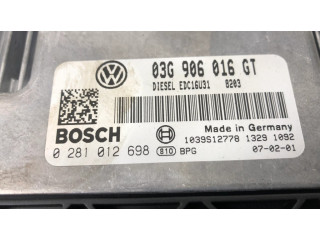 03G 906 016 GT
DIESEL EDC16U31 8203
BOSCH
Made in Germany
1039S12778 1329 1092
0 281 012 698 810 BPG 07-02-01